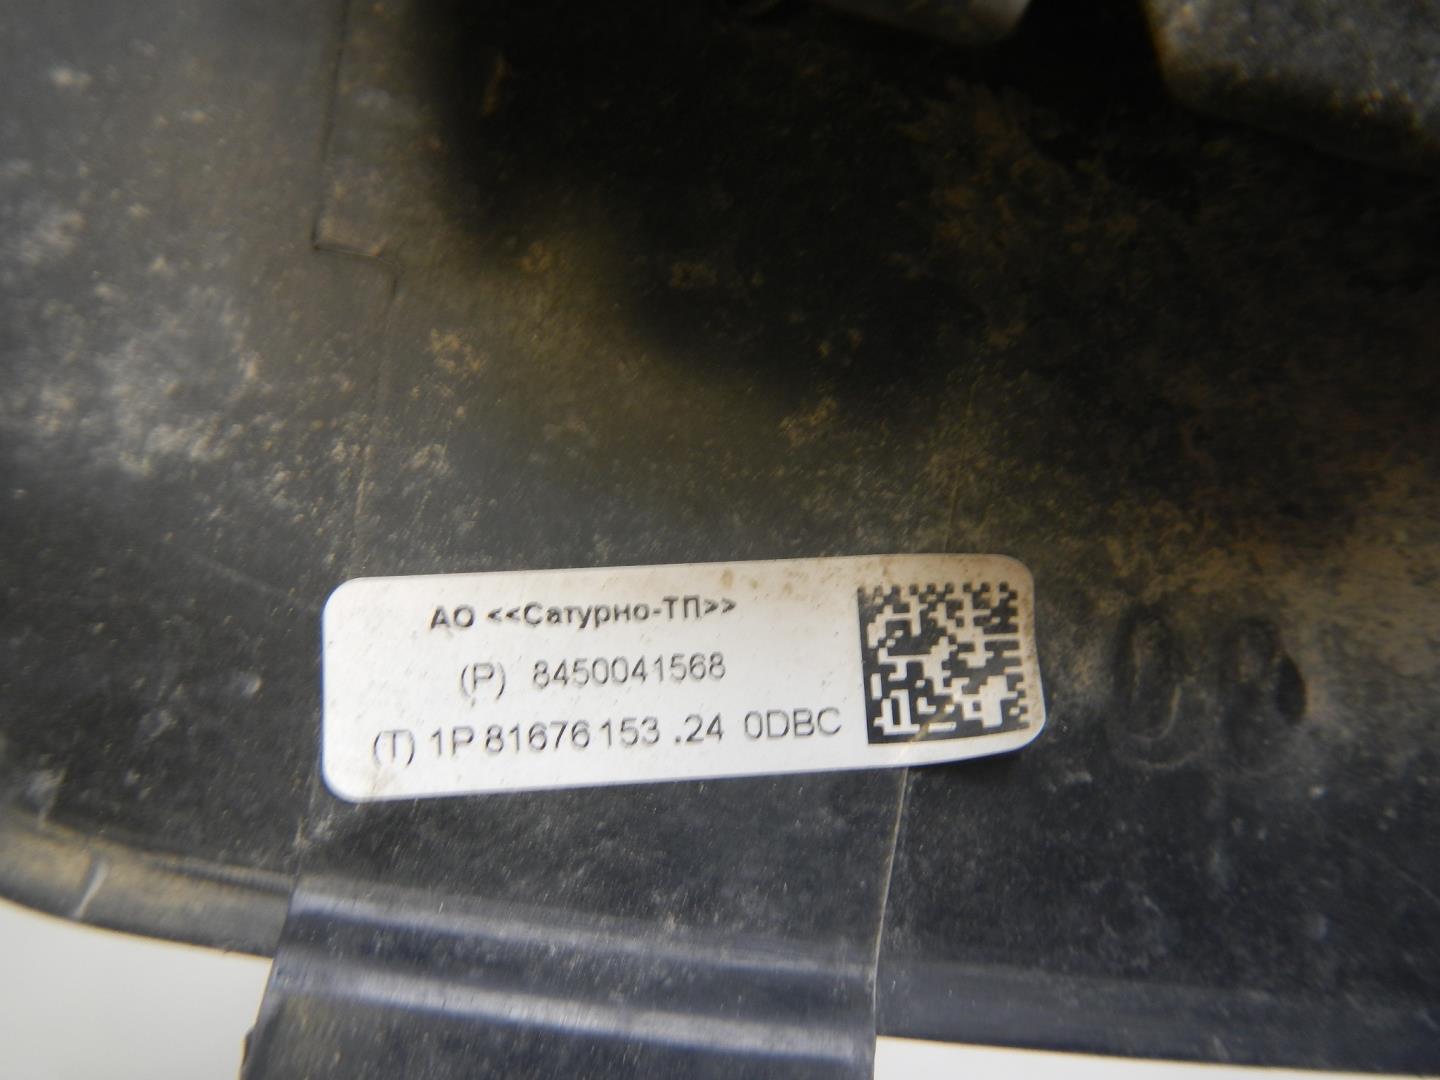 АО <<Сатурно-ТП>>
(P) 8450041568
(T) 1P 81676153 .24 0DBC